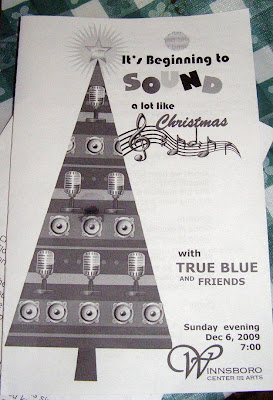 It's Beginning to
SOUND
a lot like
Christmas
with
TRUE BLUE
AND FRIENDS
Sunday evening
Dec 6, 2009
7:00
WINNSBORO
CENTER FOR THE ARTS